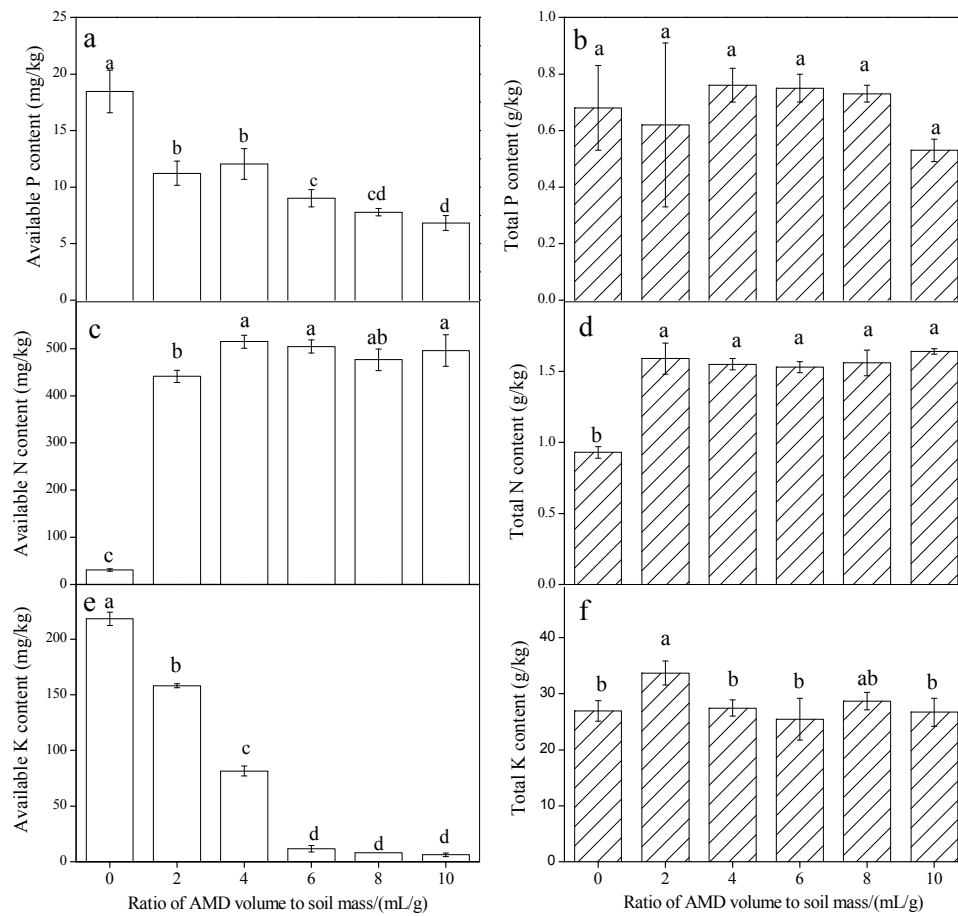 a
Available P content (mg/kg)
25
20
15
10
5
0
a
b
b
c
cd
d
b
Total P content (g/kg)
1.0
0.8
0.6
0.4
0.2
0.0
a
a
a
a
a
a
c
Available N content (mg/kg)
500
400
300
200
100
0
c
b
a
a
ab
a
d
Total N content (g/kg)
1.5
1.0
0.5
0.0
b
a
a
a
a
a
e
Available K content (mg/kg)
200
150
100
50
0
a
b
c
d
d
d
0 2 4 6 8 10
Ratio of AMD volume to soil mass/(mL/g)
f
Total K content (g/kg)
40
30
20
10
0
b
a
b
b
ab
b
0 2 4 6 8 10
Ratio of AMD volume to soil mass/(mL/g)